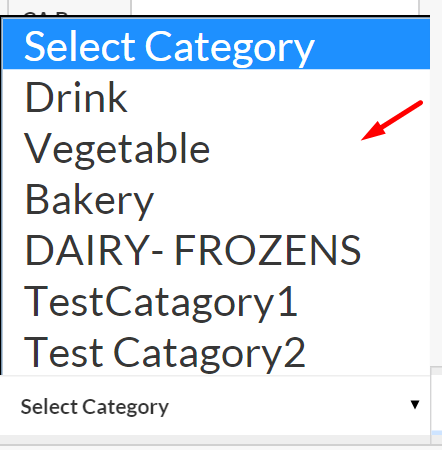 Select Category
Drink
Vegetable
Bakery
DAIRY- FROZENS
TestCatagory1
Test Catagory2
Select Category